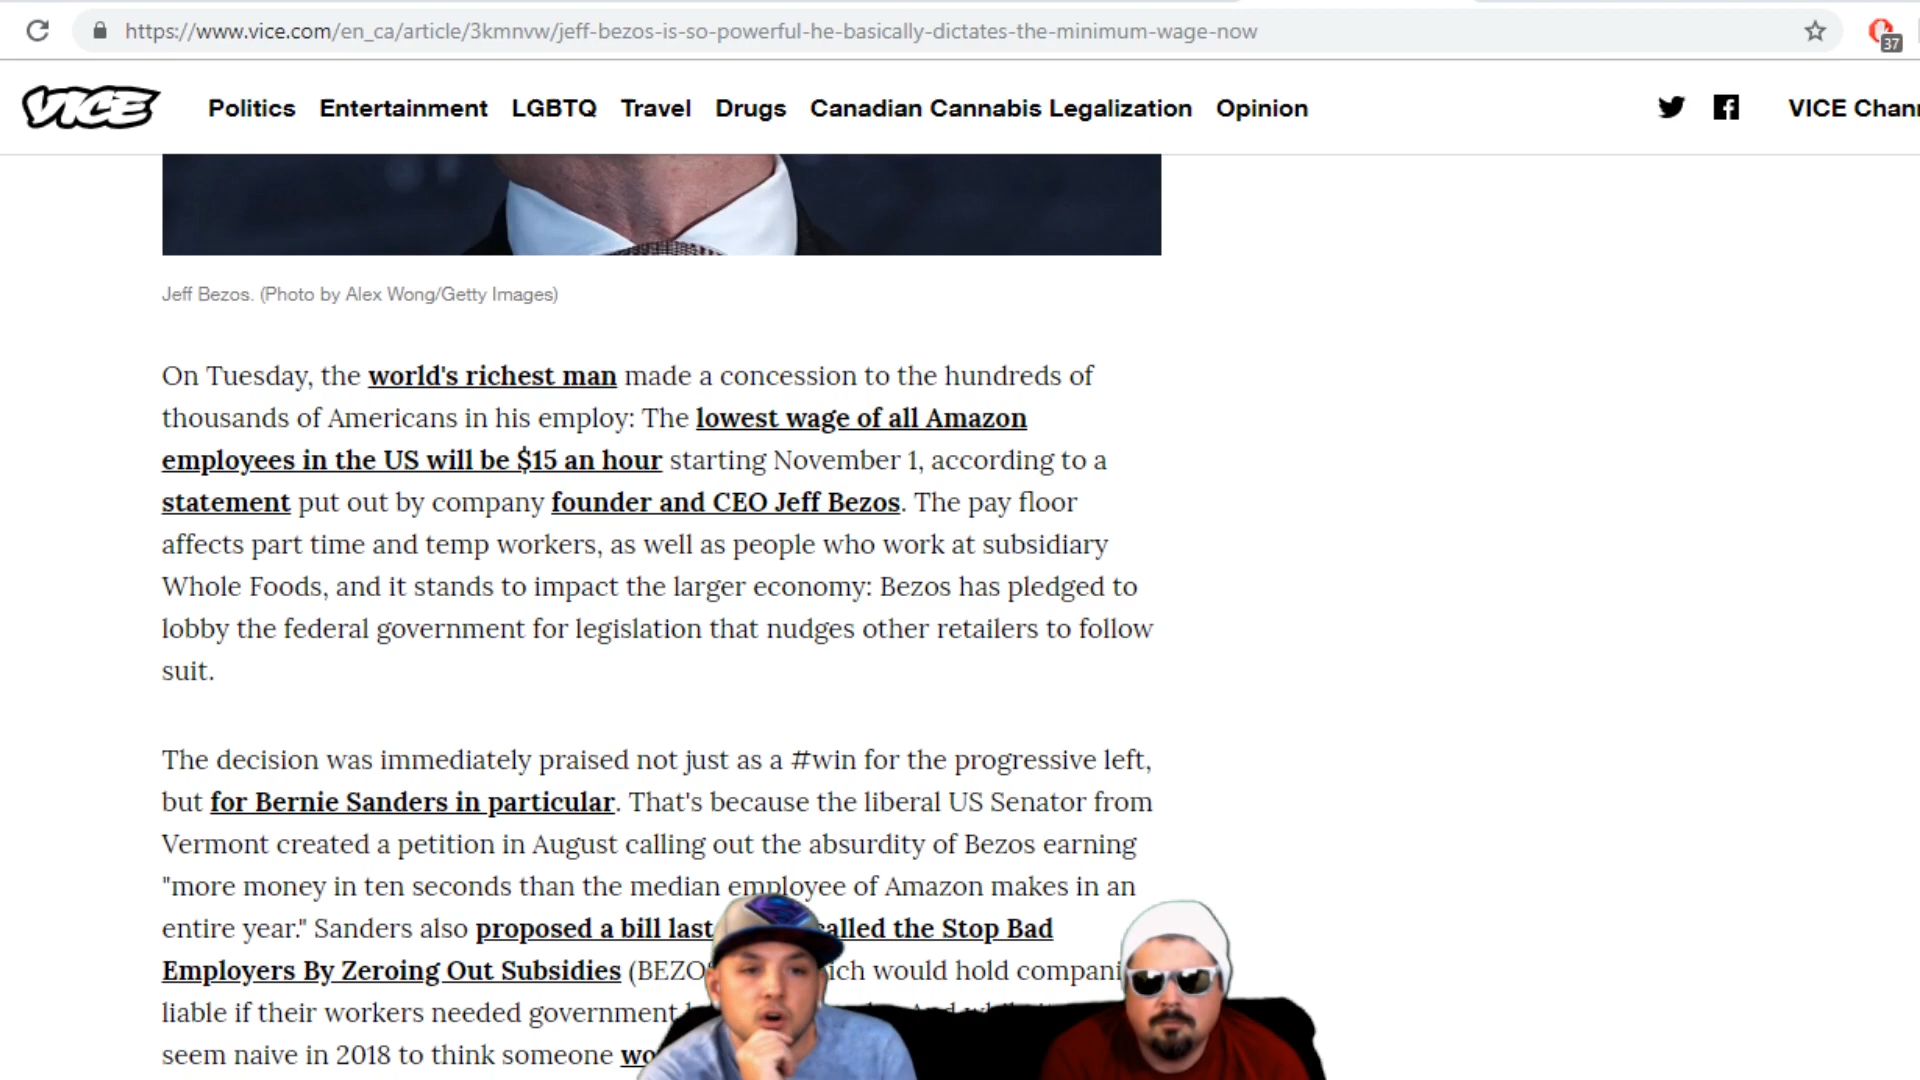 https://www.vice.com/en_ca/article/3kmnvw/jeff-bezos-is-so-powerful-he-basically-dictates-the-minimum-wage-now
37
VICE Politics Entertainment LGBTQ Travel Drugs Canadian Cannabis Legalization Opinion VICE Chann
Jeff Bezos. (Photo by Alex Wong/Getty Images)
On Tuesday, the world's richest man made a concession to the hundreds of
thousands of Americans in his employ: The lowest wage of all Amazon
employees in the US will be $15 an hour starting November 1, according to a
statement put out by company founder and CEO Jeff Bezos. The pay floor
affects part time and temp workers, as well as people who work at subsidiary
Whole Foods, and it stands to impact the larger economy: Bezos has pledged to
lobby the federal government for legislation that nudges other retailers to follow
suit.
The decision was immediately praised not just as a #win for the progressive left,
but for Bernie Sanders in particular. That's because the liberal US Senator from
Vermont created a petition in August calling out the absurdity of Bezos earning
"more money in ten seconds than the median employee of Amazon makes in an
entire year." Sanders also proposed a bill last called the Stop Bad
Employers By Zeroing Out Subsidies (BEZO which would hold compani
liable if their workers needed government
seem naive in 2018 to think someone wo